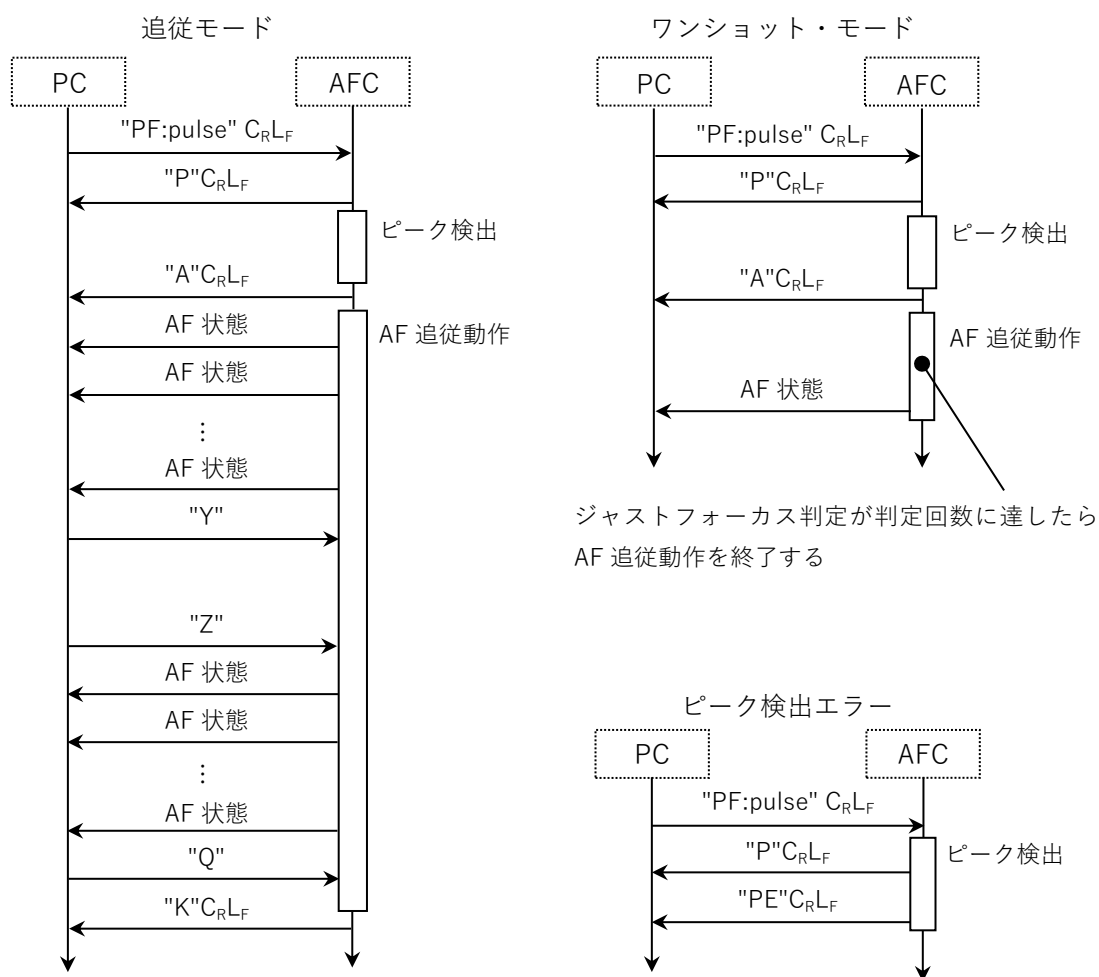 追従モード
PC
AFC
"PF:pulse" CRLF
"P"CRLF
ピーク検出
"A"CRLF
AF 状態
AF 追従動作
AF 状態
⋮
AF 状態
"Y"
"Z"
AF 状態
AF 状態
⋮
AF 状態
"Q"
"K"CRLF
ワンショット・モード
PC
AFC
"PF:pulse" CRLF
"P"CRLF
ピーク検出
"A"CRLF
AF 追従動作
AF 状態
ジャストフォーカス判定が判定回数に達したら
AF 追従動作を終了する
ピーク検出エラー
PC
AFC
"PF:pulse" CRLF
"P"CRLF
ピーク検出
"PE"CRLF